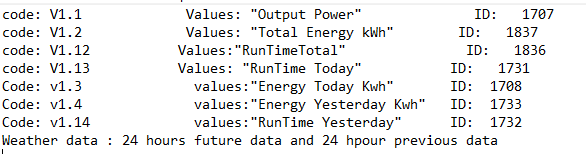 code: V1.1 Values: "Output Power" ID: 1707
code: V1.2 Values: "Total Energy kWh" ID: 1837
code: V1.12 Values:"RunTimeTotal" ID: 1836
code: V1.13 Values: "RunTime Today" ID: 1731
Code: v1.3 values:"Energy Today Kwh" ID: 1708
Code: v1.4 values:"Energy Yesterday Kwh" ID: 1733
code: v1.14 values:"RunTime Yesterday" ID: 1732
Weather data : 24 hours future data and 24 hpour previous data